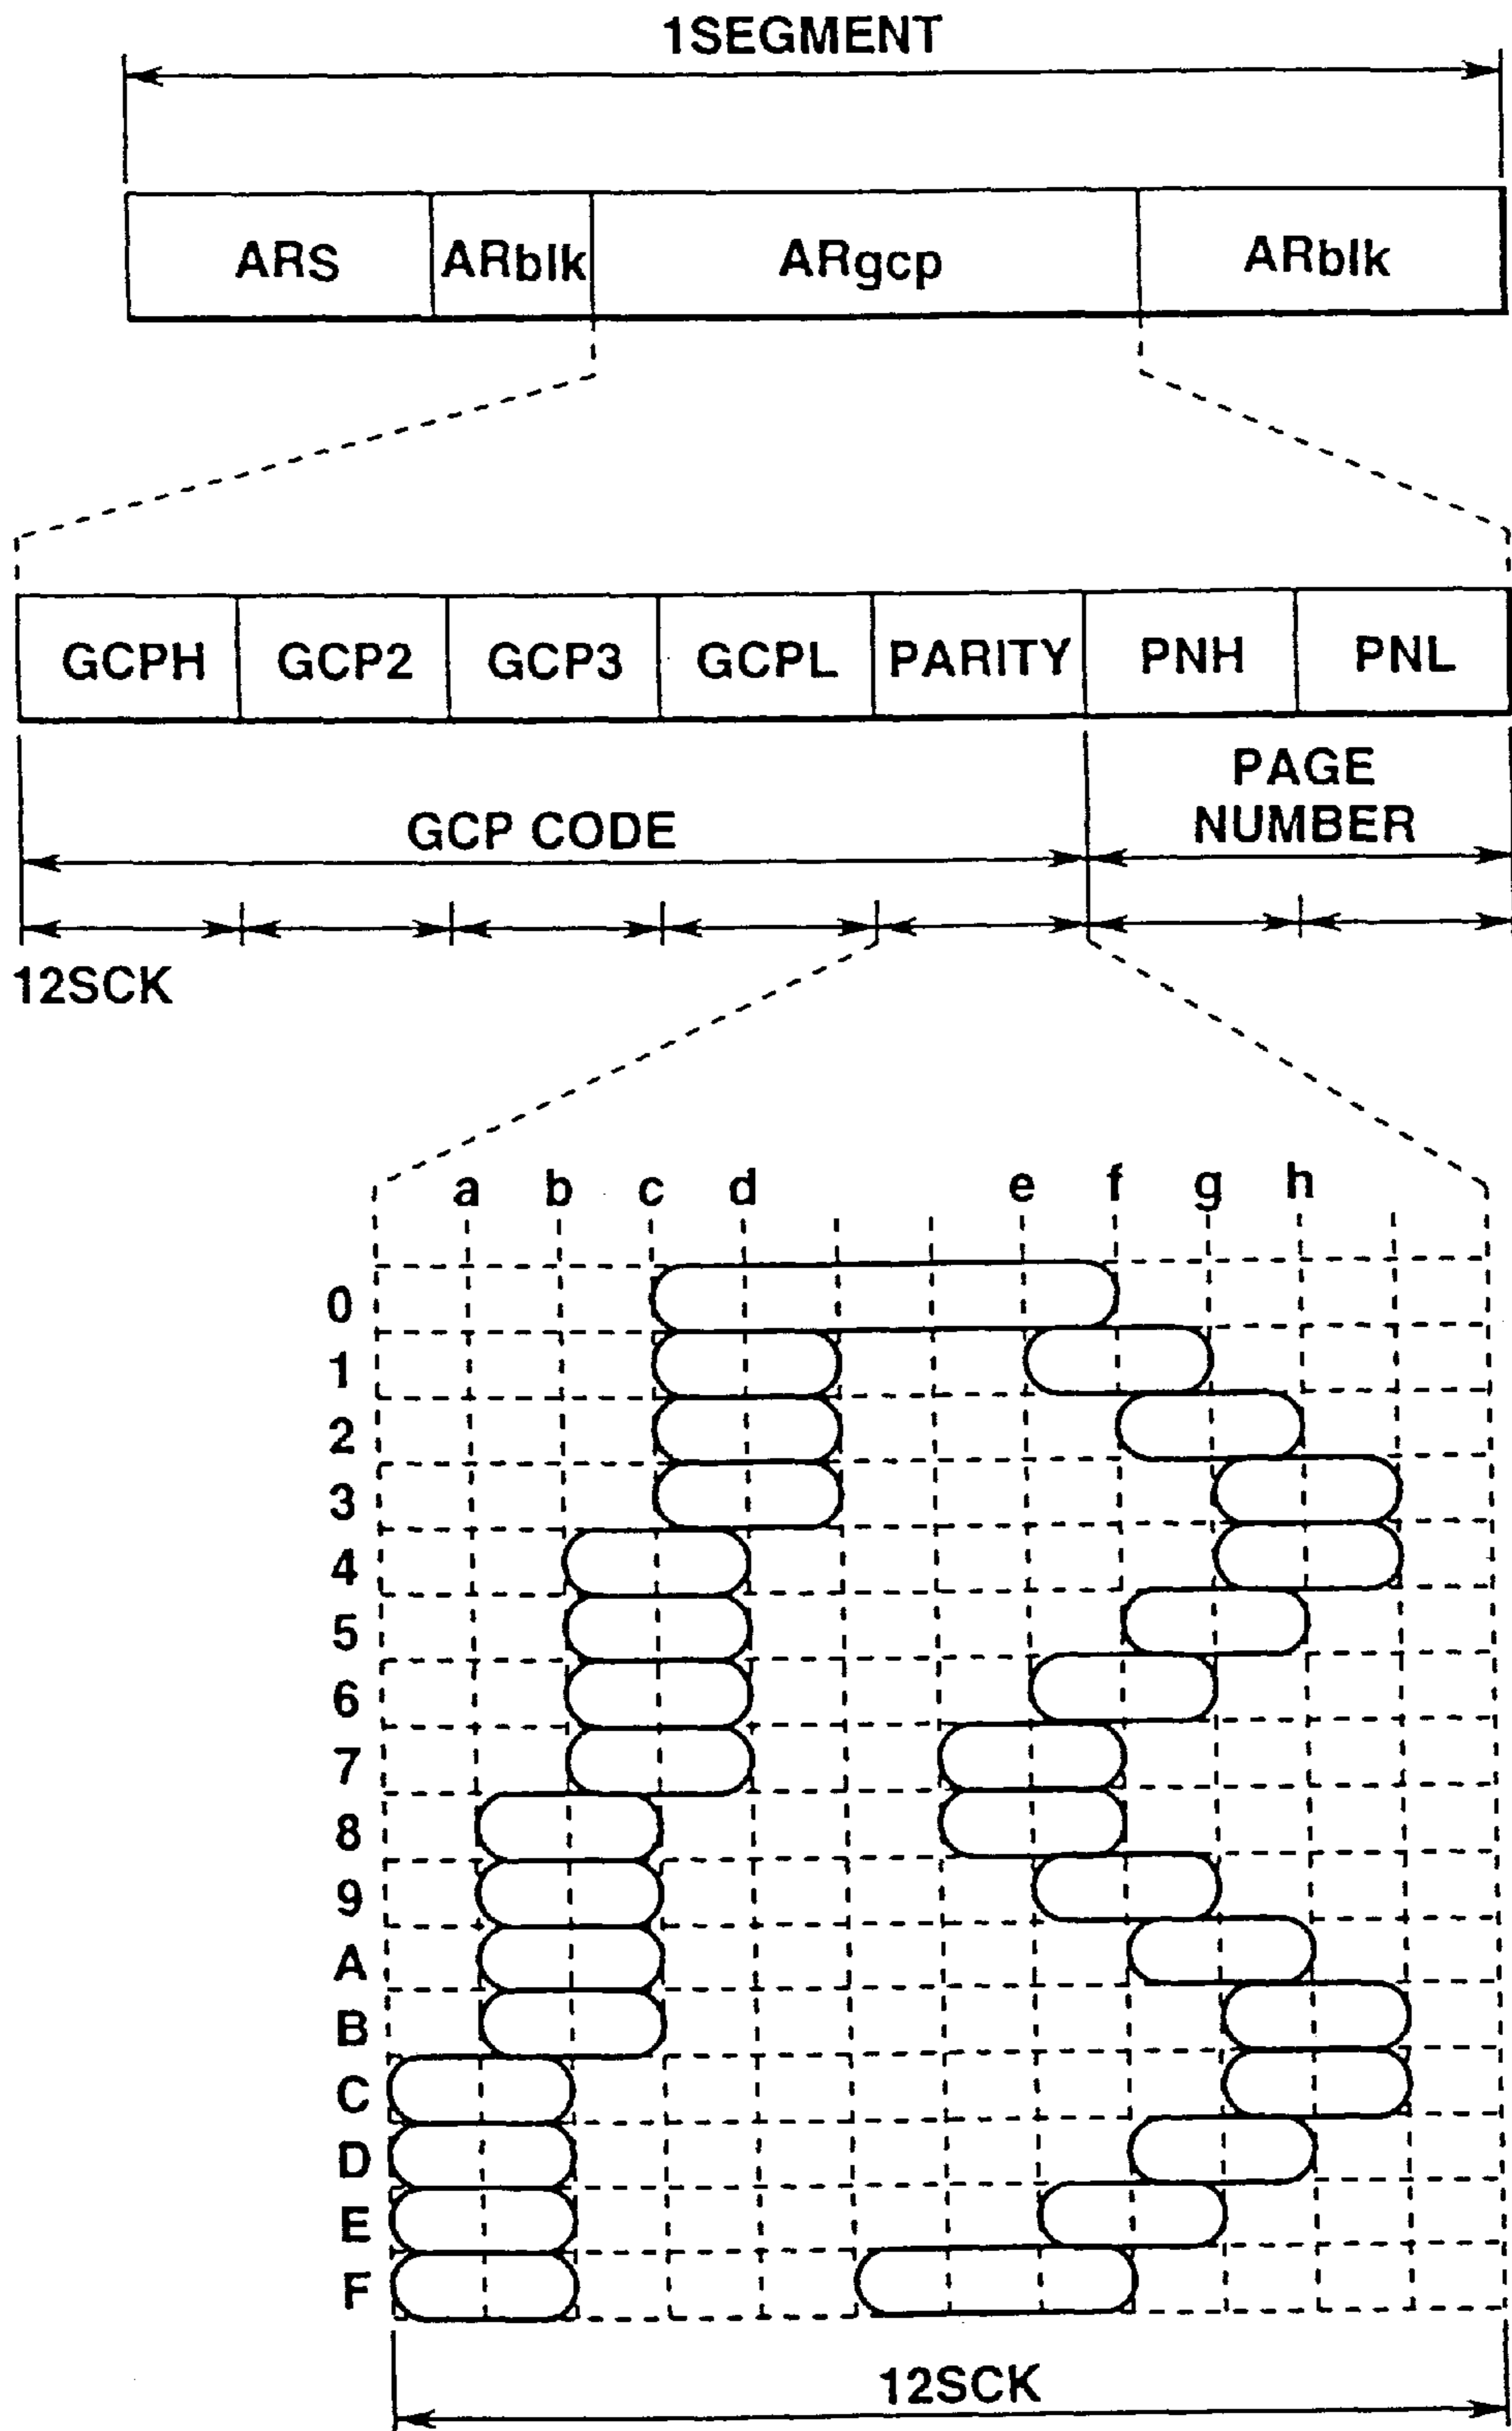 1SEGMENT
ARS ARblk ARgcp ARblk
GCPH GCP2 GCP3 GCPL PARITY PNH PNL
PAGE
NUMBER
GCP CODE
12SCK
a b c d e f g h
0
1
2
3
4
5
6
7
8
9
A
B
C
D
E
F
12SCK